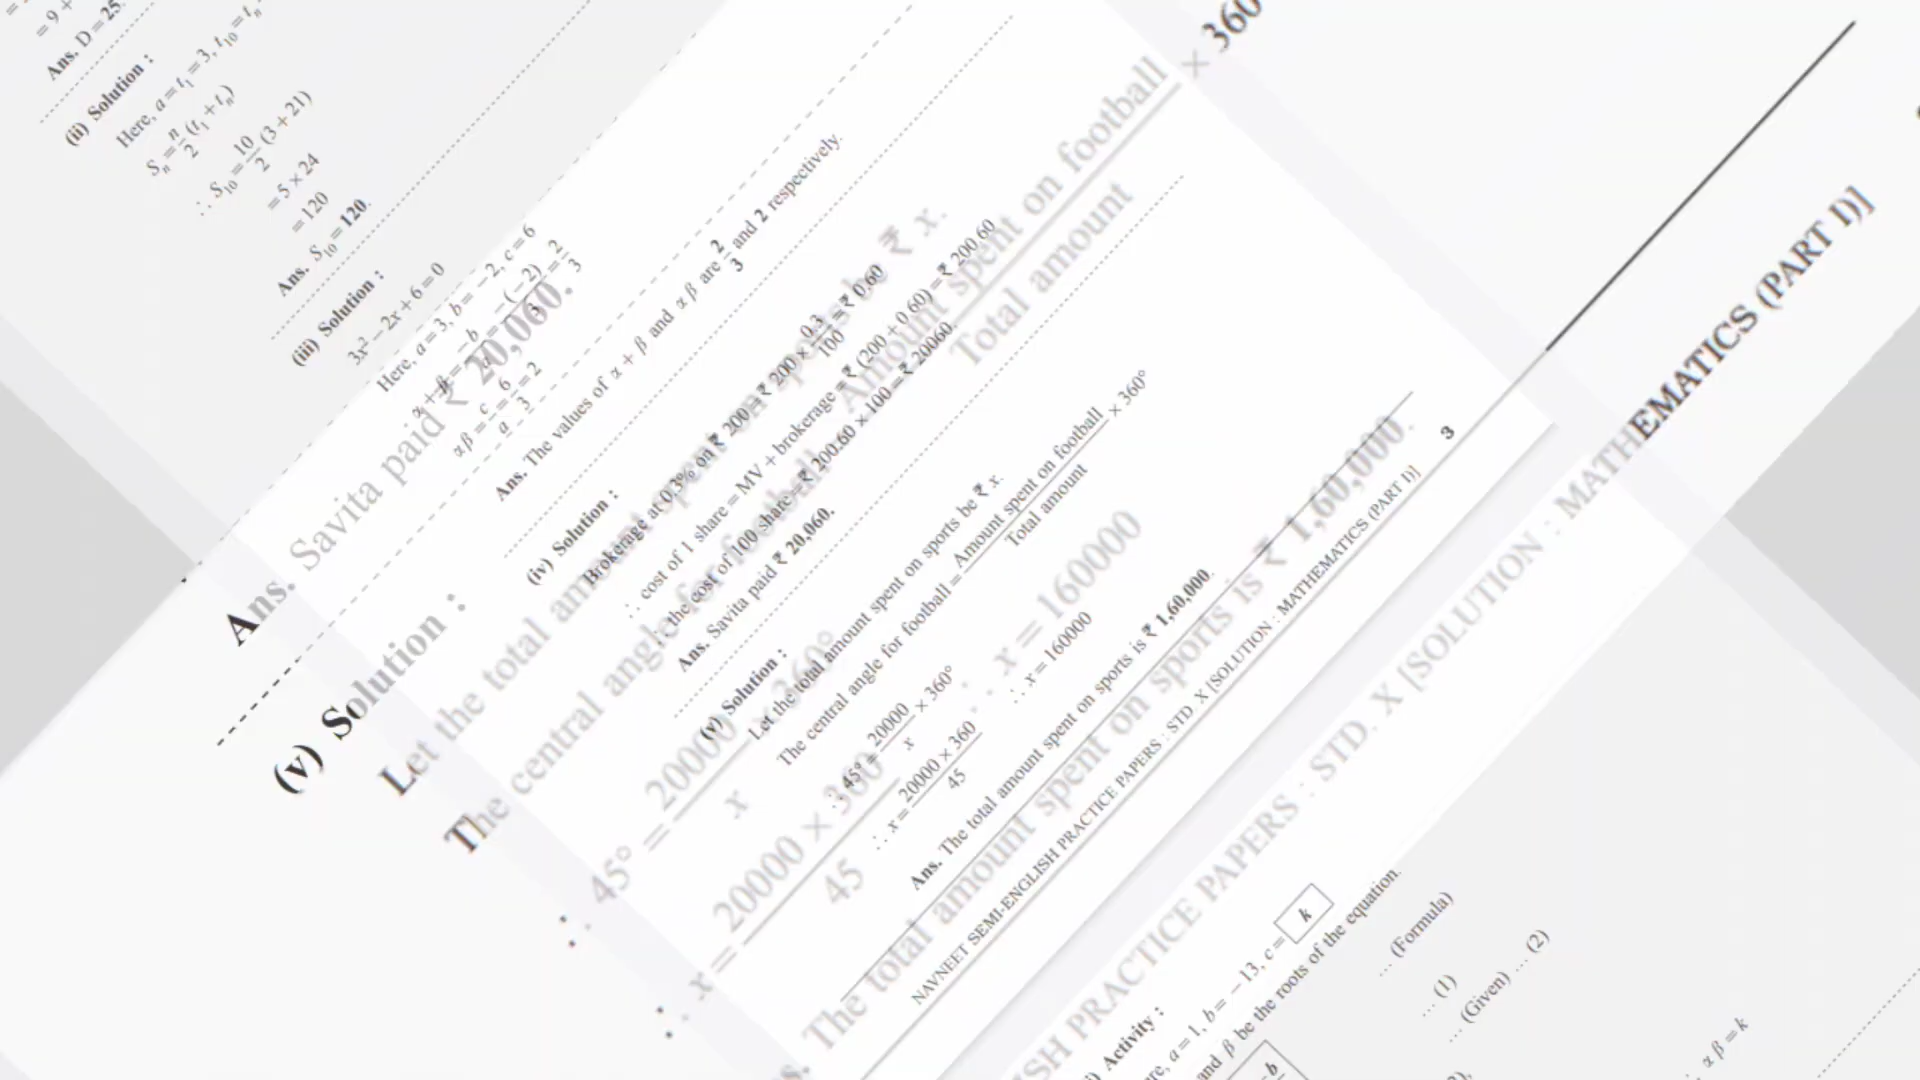 = 9 +
Ans. D = 25.
(ii) Solution :
Here, a = t₁ = 3, t₁₀ = tₙ
Sₙ = n/2 (t₁ + tₙ)
∴ S₁₀ = 10/2 (3 + 21)
= 5 × 24
= 120
Ans. S₁₀ = 120.
(iii) Solution :
3x² − 2x + 6 = 0
Here, a = 3, b = − 2, c = 6
α + β = −b/a = −(−2)/3 = 2/3
αβ = c/a = 6/3 = 2
Ans. The values of α + β and αβ are 2/3 and 2 respectively.
(iv) Solution :
Brokerage at 0.3% on ₹ 200 = ₹ 200 × 0.3/100 = ₹ 0.60
∴ cost of 1 share = MV + brokerage = ₹ (200 + 0.60) = ₹ 200.60
∴ the cost of 100 share = ₹ 200.60 × 100 = ₹ 20060.
Ans. Savita paid ₹ 20,060.
(v) Solution :
Let the total amount spent on sports be ₹ x.
The central angle for football = Amount spent on football/Total amount × 360°
∴ 45° = 20000/x × 360°
∴ x = 20000 × 360/45 ∴ x = 160000
Ans. The total amount spent on sports is ₹ 1,60,000.
NAVNEET SEMI-ENGLISH PRACTICE PAPERS : STD. X [SOLUTION : MATHEMATICS (PART I)] 3
Ans. Savita paid ₹ 20,060.
(v) Solution :
Let the total amount spent on sports be ₹ x.
The central angle for football Amount spent on football/Total amount × 360
∴ 45° = 20000/x × 360°
∴ x = 20000 × 360/45 ∴ x = 160000
The total amount spent on sports is ₹ 1,60,000.
SH PRACTICE PAPERS : STD. X [SOLUTION : MATHEMATICS (PART I)]
Activity :
a = 1, b = − 13, c = k
and β be the roots of the equation.
... (Formula)
... (1)
... (Given) ... (2)
αβ = k